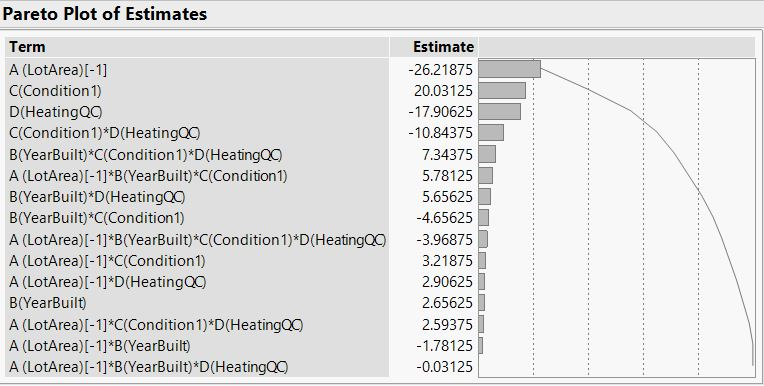 Pareto Plot of Estimates
Term Estimate
A (LotArea)[-1] -26.21875
C(Condition1) 20.03125
D(HeatingQC) -17.90625
C(Condition1)*D(HeatingQC) -10.84375
B(YearBuilt)*C(Condition1)*D(HeatingQC) 7.34375
A (LotArea)[-1]*B(YearBuilt)*C(Condition1) 5.78125
B(YearBuilt)*D(HeatingQC) 5.65625
B(YearBuilt)*C(Condition1) -4.65625
A (LotArea)[-1]*B(YearBuilt)*C(Condition1)*D(HeatingQC) -3.96875
A (LotArea)[-1]*C(Condition1) 3.21875
A (LotArea)[-1]*D(HeatingQC) 2.90625
B(YearBuilt) 2.65625
A (LotArea)[-1]*C(Condition1)*D(HeatingQC) 2.59375
A (LotArea)[-1]*B(YearBuilt) -1.78125
A (LotArea)[-1]*B(YearBuilt)*D(HeatingQC) -0.03125